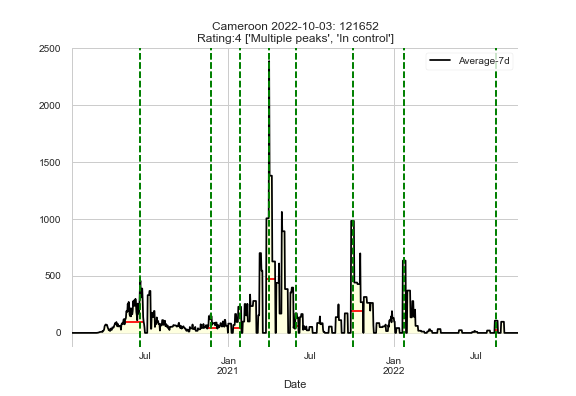 Cameroon 2022-10-03: 121652
Rating:4 ['Multiple peaks', 'In control']
2500
2000
1500
1000
500
0
Average-7d
Jul
Jan
2021
Jul
Jan
2022
Jul
Date